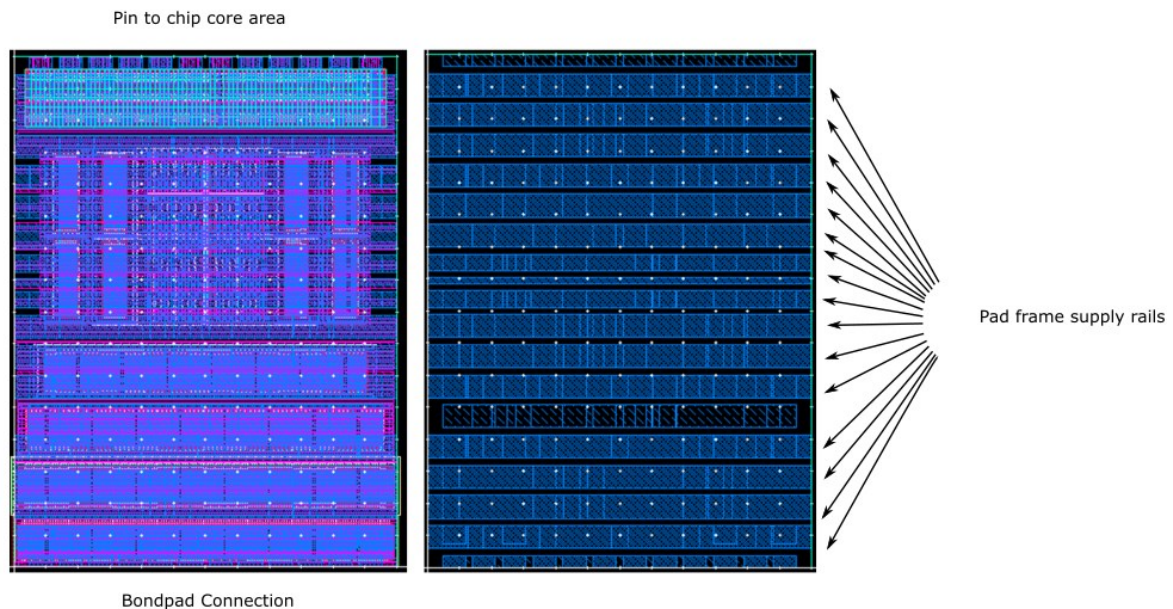 Pin to chip core area
Pad frame supply rails
Bondpad Connection